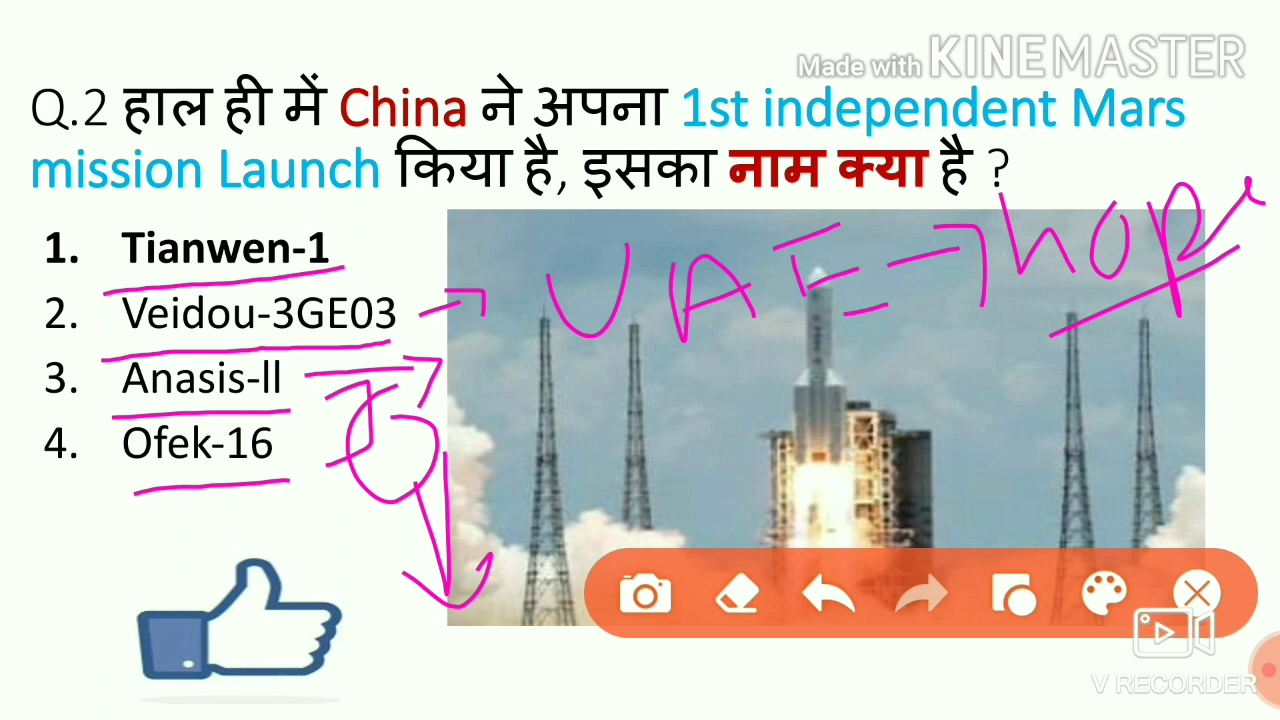 Made with KINEMASTER
Q.2 हाल ही में China ने अपना 1st independent Mars
mission Launch किया है, इसका नाम क्या है ?
1. Tianwen-1
2. Veidou-3GE03
3. Anasis-ll
4. Ofek-16
UAE → hope
V RECORDER